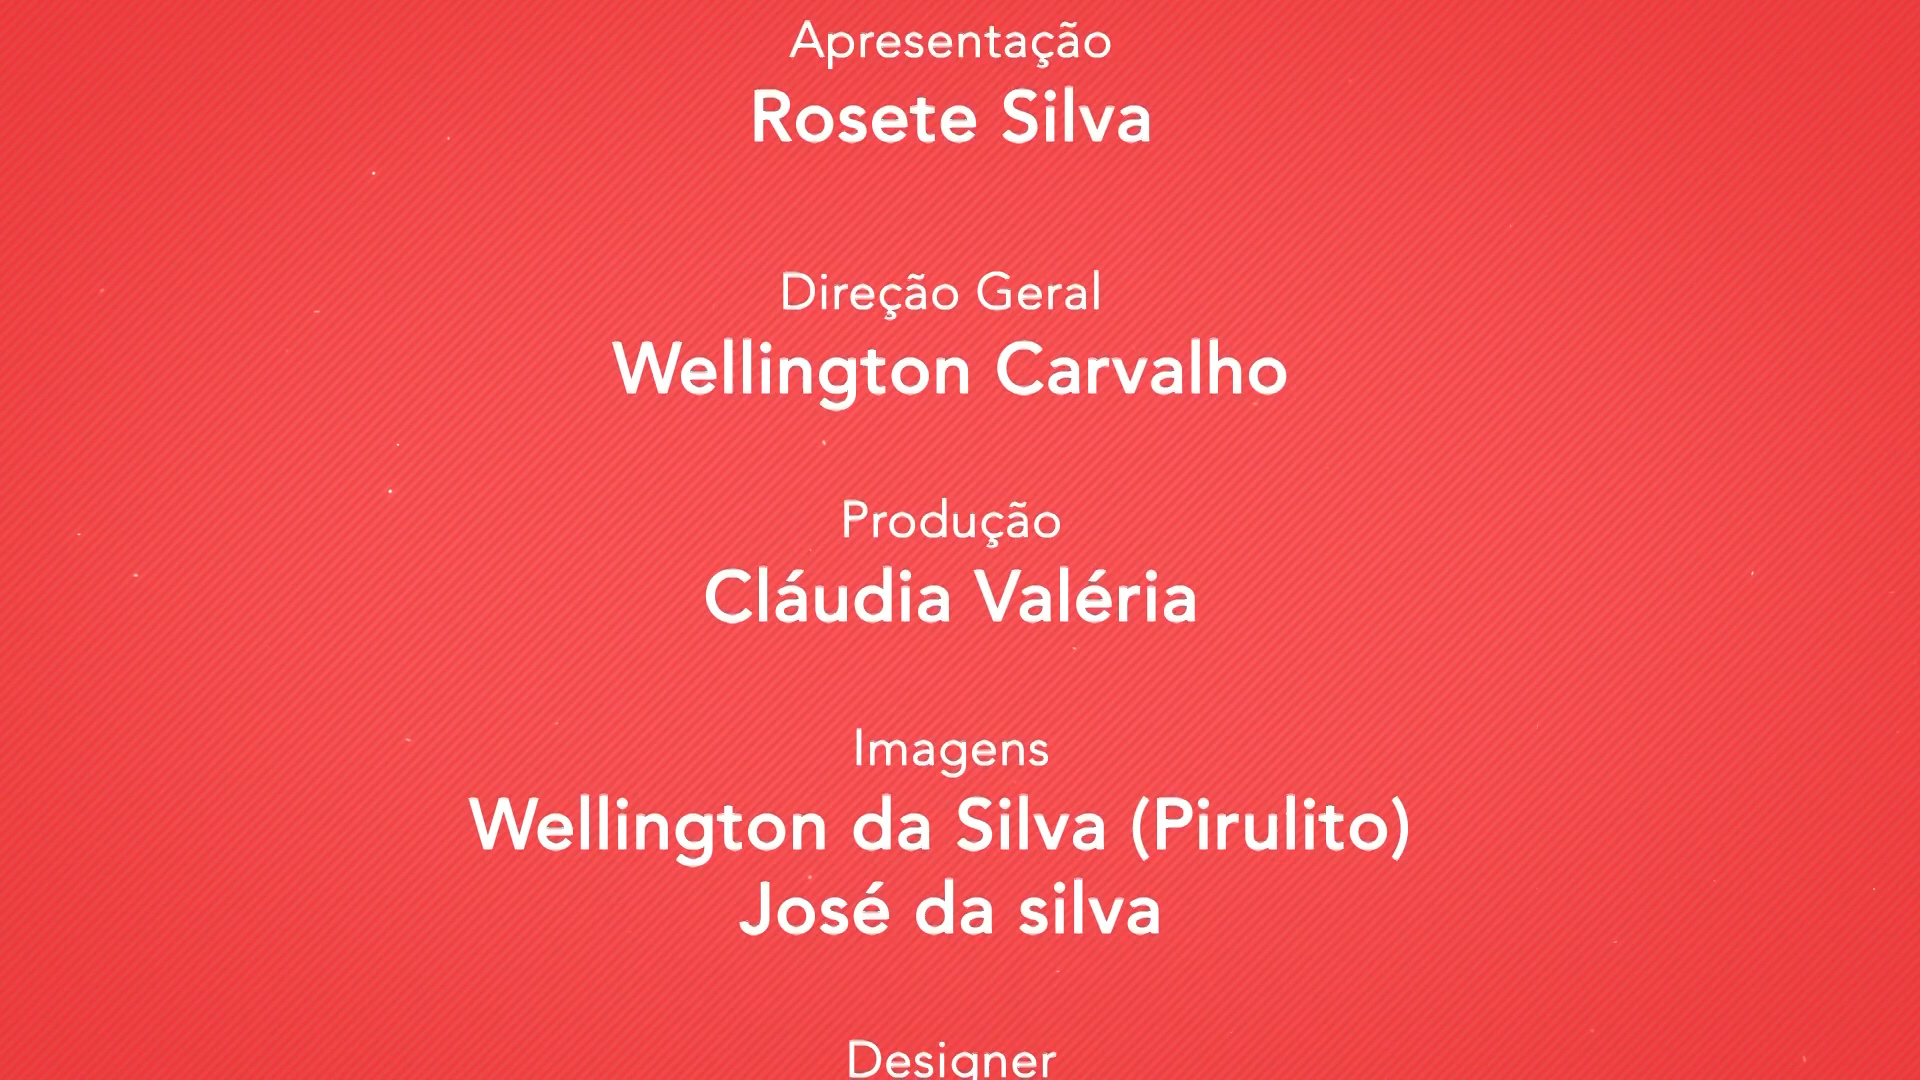 Apresentação
Rosete Silva
Direção Geral
Wellington Carvalho
Produção
Cláudia Valéria
Imagens
Wellington da Silva (Pirulito)
José da silva
Designer